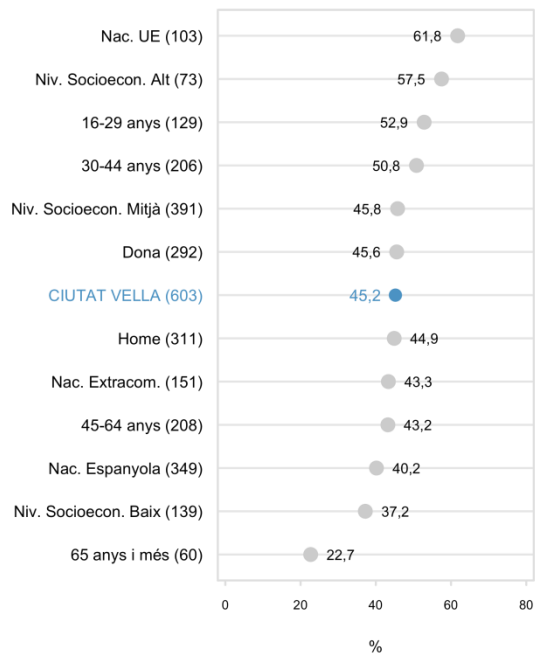 Nac. UE (103) 61,8
Niv. Socioecon. Alt (73) 57,5
16-29 anys (129) 52,9
30-44 anys (206) 50,8
Niv. Socioecon. Mitjà (391) 45,8
Dona (292) 45,6
CIUTAT VELLA (603) 45,2
Home (311) 44,9
Nac. Extracom. (151) 43,3
45-64 anys (208) 43,2
Nac. Espanyola (349) 40,2
Niv. Socioecon. Baix (139) 37,2
65 anys i més (60) 22,7
0 20 40 60 80
%